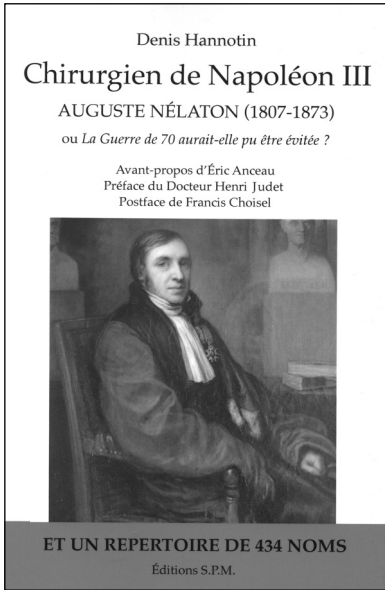 Denis Hannotin
Chirurgien de Napoléon III
AUGUSTE NÉLATON (1807-1873)
ou La Guerre de 70 aurait-elle pu être évitée ?
Avant-propos d'Éric Anceau
Préface du Docteur Henri Judet
Postface de Francis Choisel
ET UN REPERTOIRE DE 434 NOMS
Éditions S.P.M.